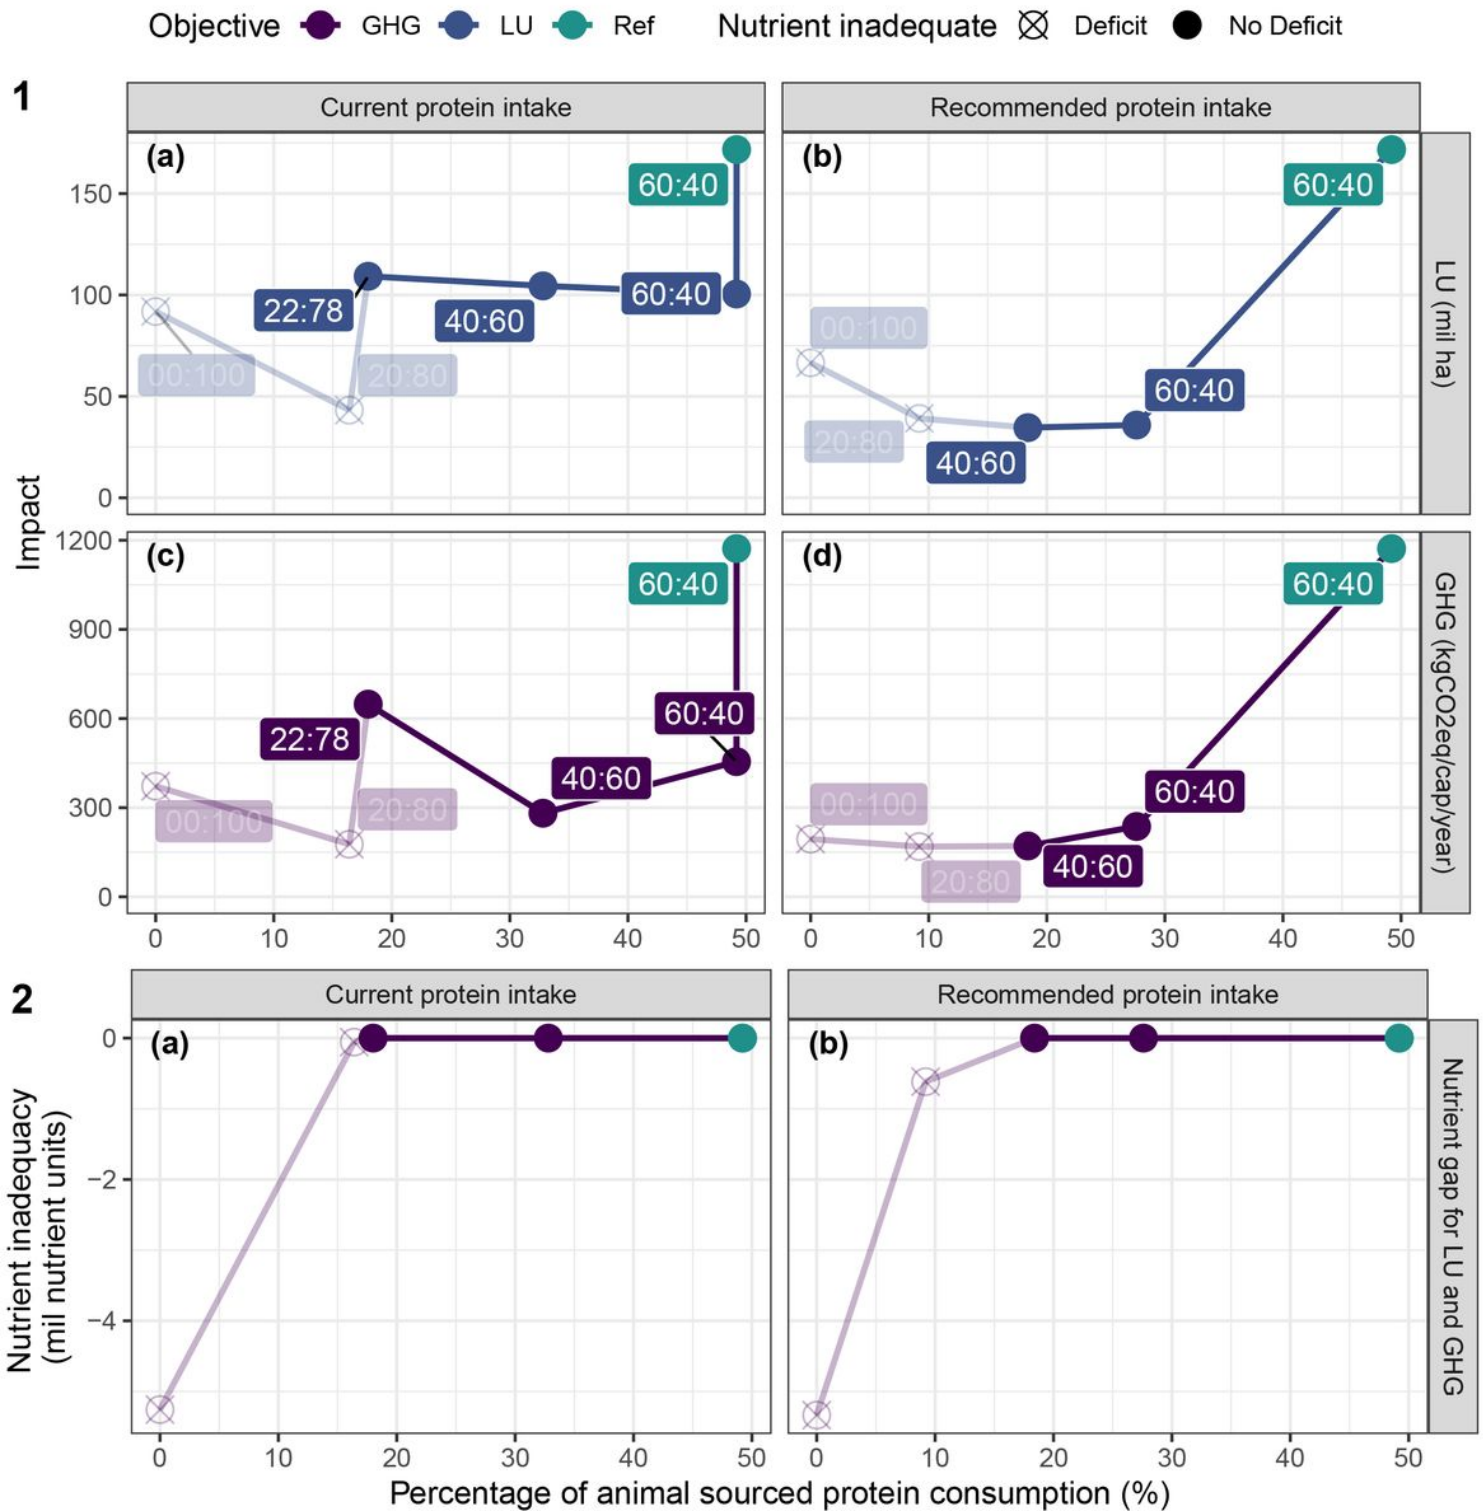 Objective GHG LU Ref Nutrient inadequate Deficit No Deficit
1
Current protein intake
Recommended protein intake
(a)
60:40
22:78
40:60
60:40
00:100
20:80
150
100
50
0
(b)
60:40
00:100
20:80
40:60
60:40
LU (mil ha)
Impact
(c)
60:40
60:40
22:78
40:60
00:100
20:80
1200
900
600
300
0
0 10 20 30 40 50
(d)
60:40
00:100
60:40
40:60
20:80
0 10 20 30 40 50
GHG (kgCO2eq/cap/year)
2
Current protein intake
Recommended protein intake
(a)
0
−2
−4
0 10 20 30 40 50
(b)
0 10 20 30 40 50
Nutrient inadequacy
(mil nutrient units)
Nutrient gap for LU and GHG
Percentage of animal sourced protein consumption (%)